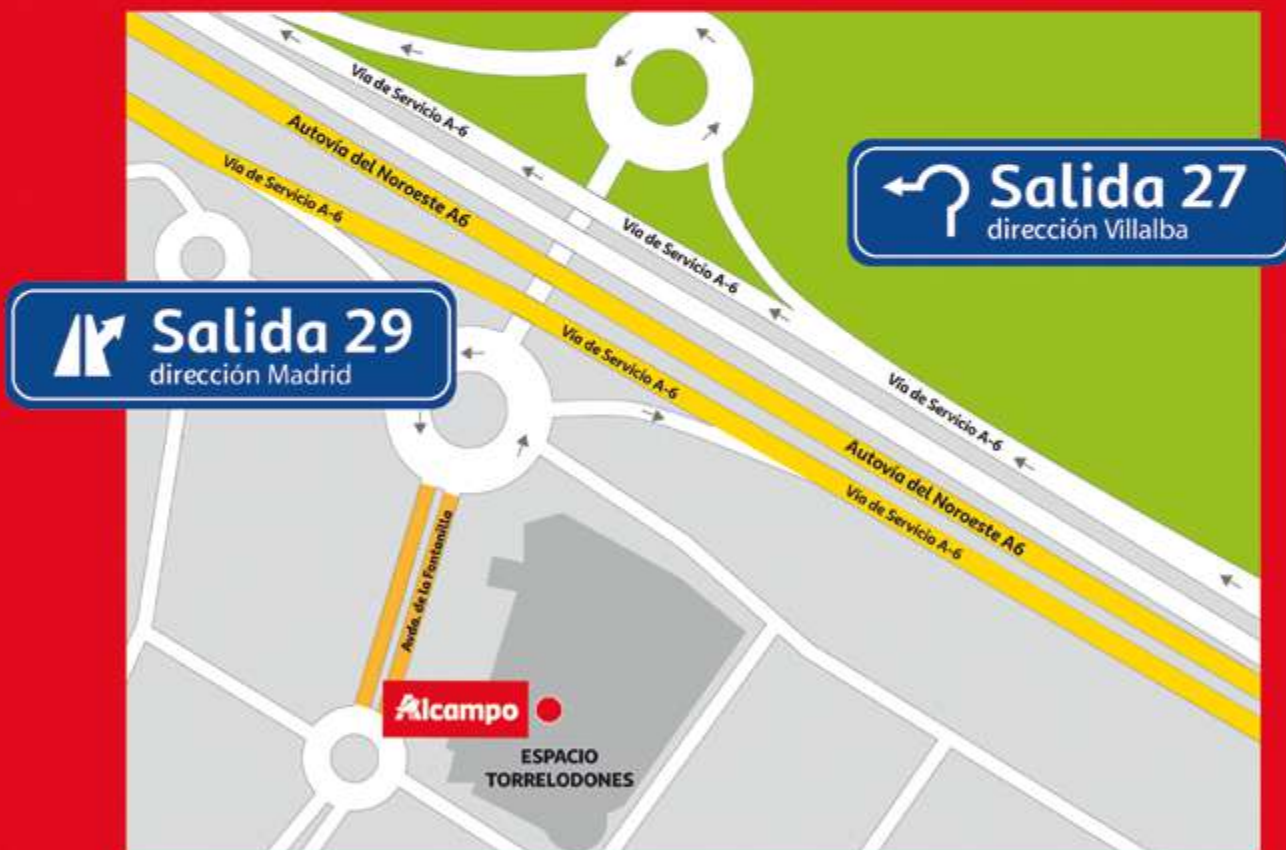 Vía de Servicio A-6
Autovía del Noroeste A6
Vía de Servicio A-6
Salida 27
dirección Villalba
Vía de Servicio A-6
Salida 29
dirección Madrid
Vía de Servicio A-6
Vía de Servicio A-6
Autovía del Noroeste A6
Vía de Servicio A-6
Avda. de la Fontanilla
Alcampo
ESPACIO
TORRELODONES